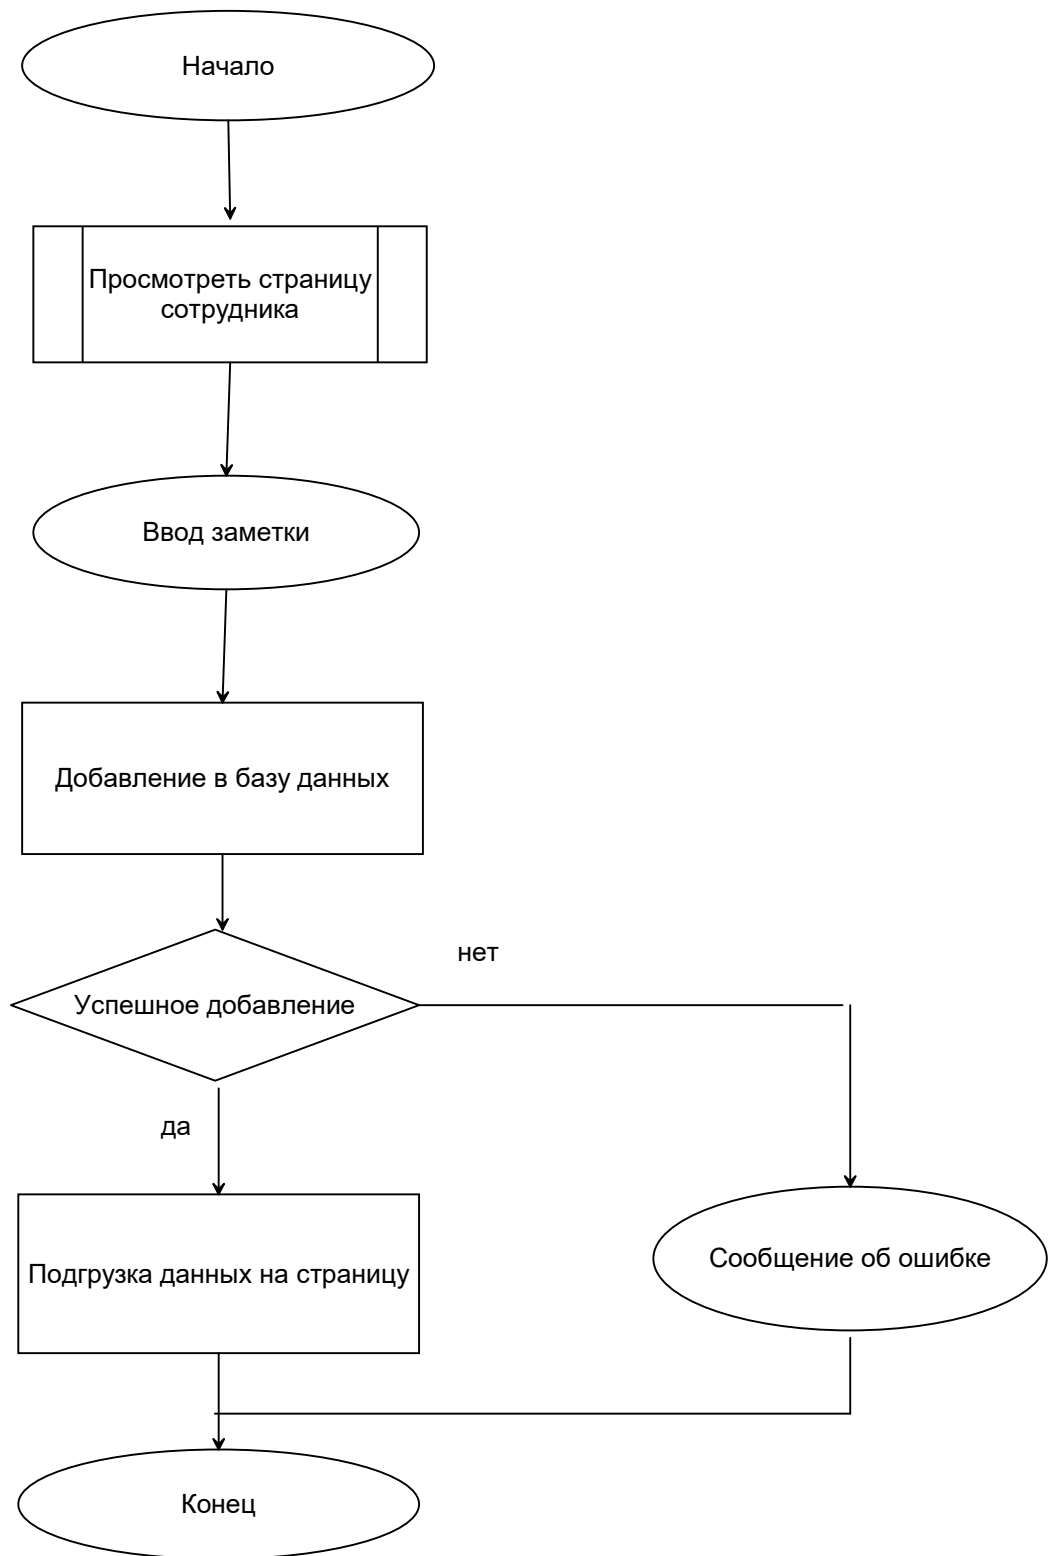 Начало
Просмотреть страницу
сотрудника
Ввод заметки
Добавление в базу данных
нет
Успешное добавление
да
Сообщение об ошибке
Подгрузка данных на страницу
Конец